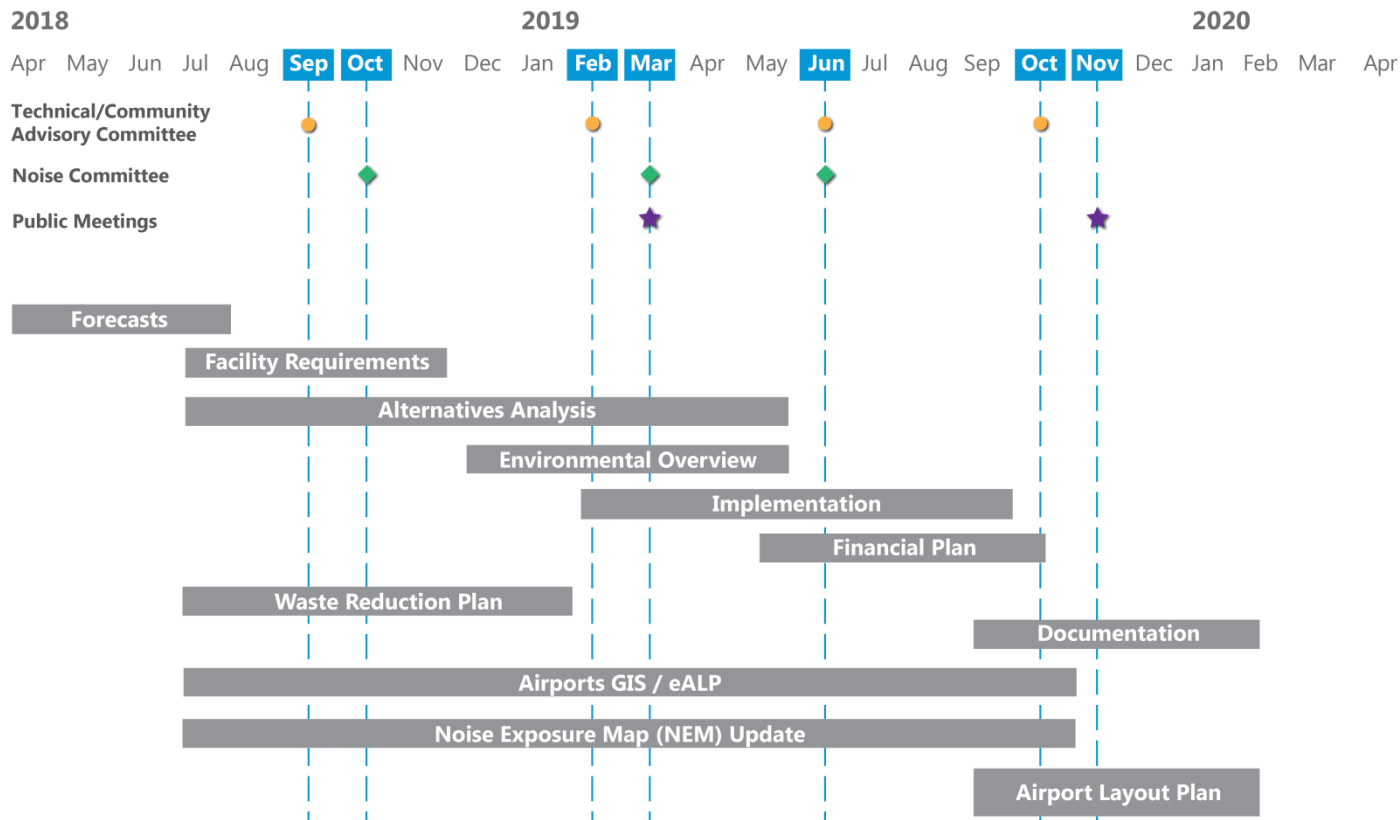 2018 2019 2020
Apr May Jun Jul Aug Sep Oct Nov Dec Jan Feb Mar Apr May Jun Jul Aug Sep Oct Nov Dec Jan Feb Mar Apr
Technical/Community
Advisory Committee
Noise Committee
Public Meetings
Forecasts
Facility Requirements
Alternatives Analysis
Environmental Overview
Implementation
Financial Plan
Waste Reduction Plan
Documentation
Airports GIS / eALP
Noise Exposure Map (NEM) Update
Airport Layout Plan